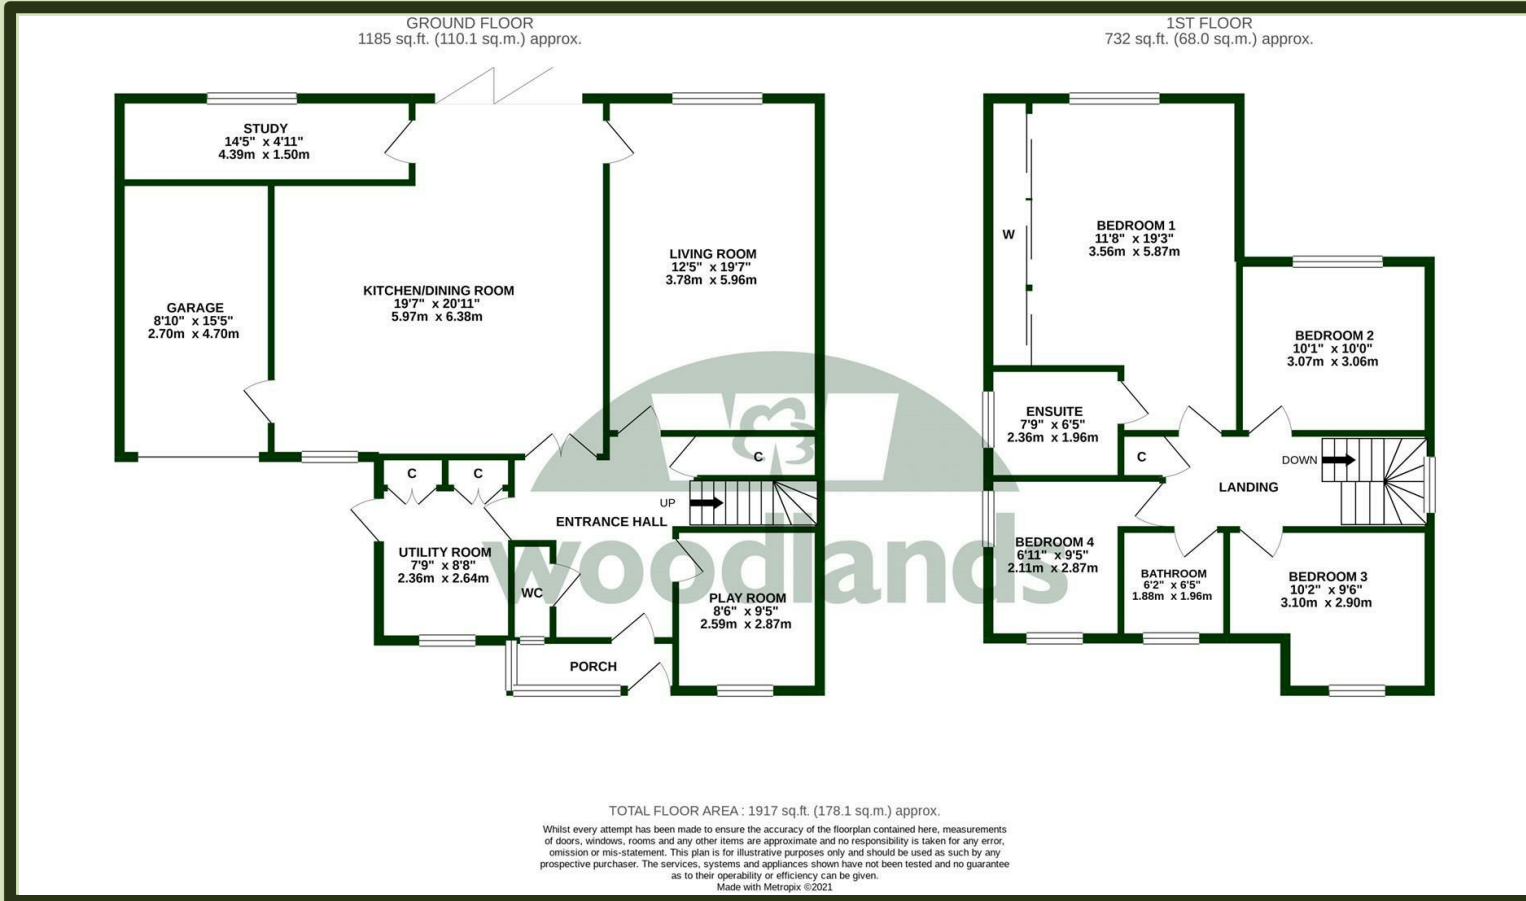 GROUND FLOOR
1185 sq.ft. (110.1 sq.m.) approx.
STUDY
14'5" x 4'11"
4.39m x 1.50m
GARAGE
8'10" x 15'5"
2.70m x 4.70m
KITCHEN/DINING ROOM
19'7" x 20'11"
5.97m x 6.38m
LIVING ROOM
12'5" x 19'7"
3.78m x 5.96m
C
C
C
UP
ENTRANCE HALL
UTILITY ROOM
7'9" x 8'8"
2.36m x 2.64m
WC
PLAY ROOM
8'6" x 9'5"
2.59m x 2.87m
PORCH
1ST FLOOR
732 sq.ft. (68.0 sq.m.) approx.
W
BEDROOM 1
11'8" x 19'3"
3.56m x 5.87m
BEDROOM 2
10'1" x 10'0"
3.07m x 3.06m
ENSUITE
7'9" x 6'5"
2.36m x 1.96m
C
DOWN
LANDING
BEDROOM 4
6'11" x 9'5"
2.11m x 2.87m
BATHROOM
6'2" x 6'5"
1.88m x 1.96m
BEDROOM 3
10'2" x 9'6"
3.10m x 2.90m
woodlands
TOTAL FLOOR AREA : 1917 sq.ft. (178.1 sq.m.) approx.
Whilst every attempt has been made to ensure the accuracy of the floorplan contained here, measurements
of doors, windows, rooms and any other items are approximate and no responsibility is taken for any error,
omission or mis-statement. This plan is for illustrative purposes only and should be used as such by any
prospective purchaser. The services, systems and appliances shown have not been tested and no guarantee
as to their operability or efficiency can be given.
Made with Metropix ©2021